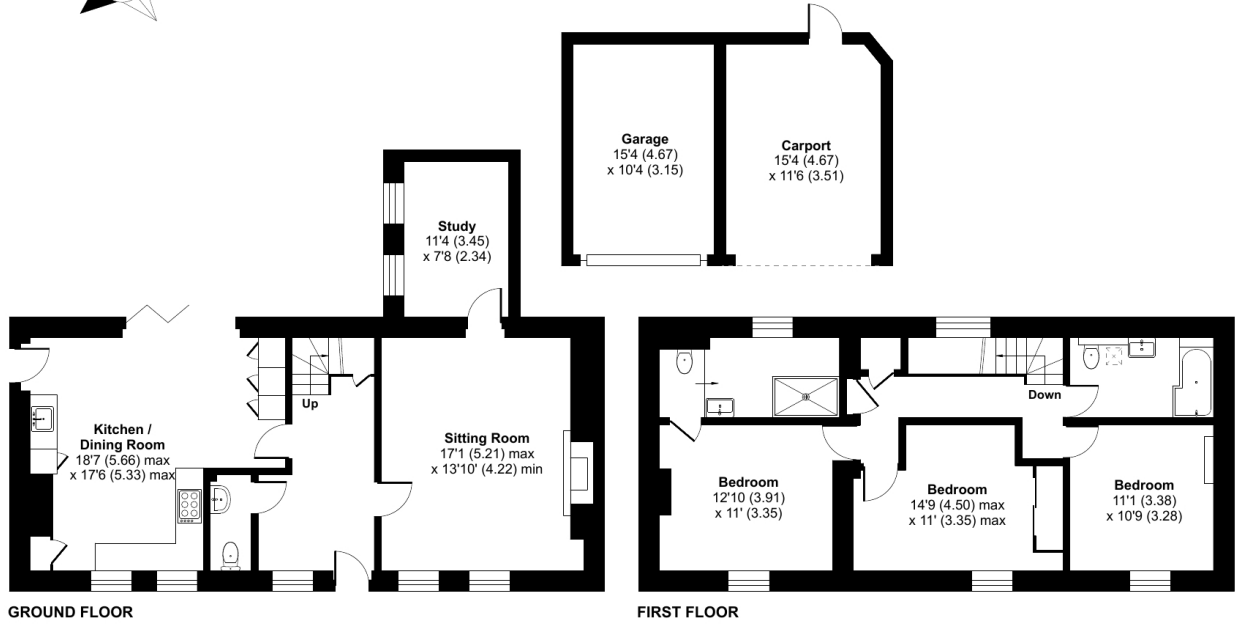 Garage
15'4 (4.67)
x 10'4 (3.15)
Carport
15'4 (4.67)
x 11'6 (3.51)
Study
11'4 (3.45)
x 7'8 (2.34)
Up
Kitchen /
Dining Room
18'7 (5.66) max
x 17'6 (5.33) max
Sitting Room
17'1 (5.21) max
x 13'10' (4.22) min
Down
Bedroom
12'10 (3.91)
x 11' (3.35)
Bedroom
14'9 (4.50) max
x 11' (3.35) max
Bedroom
11'1 (3.38)
x 10'9 (3.28)
GROUND FLOOR
FIRST FLOOR